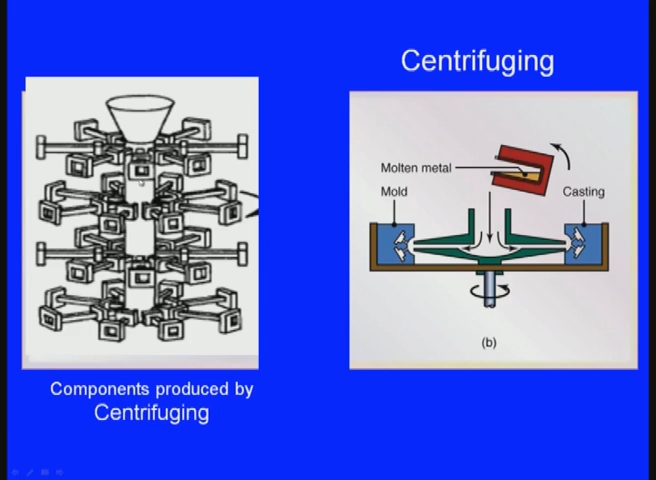 Centrifuging
Molten metal
Mold
Casting
(b)
Components produced by
Centrifuging